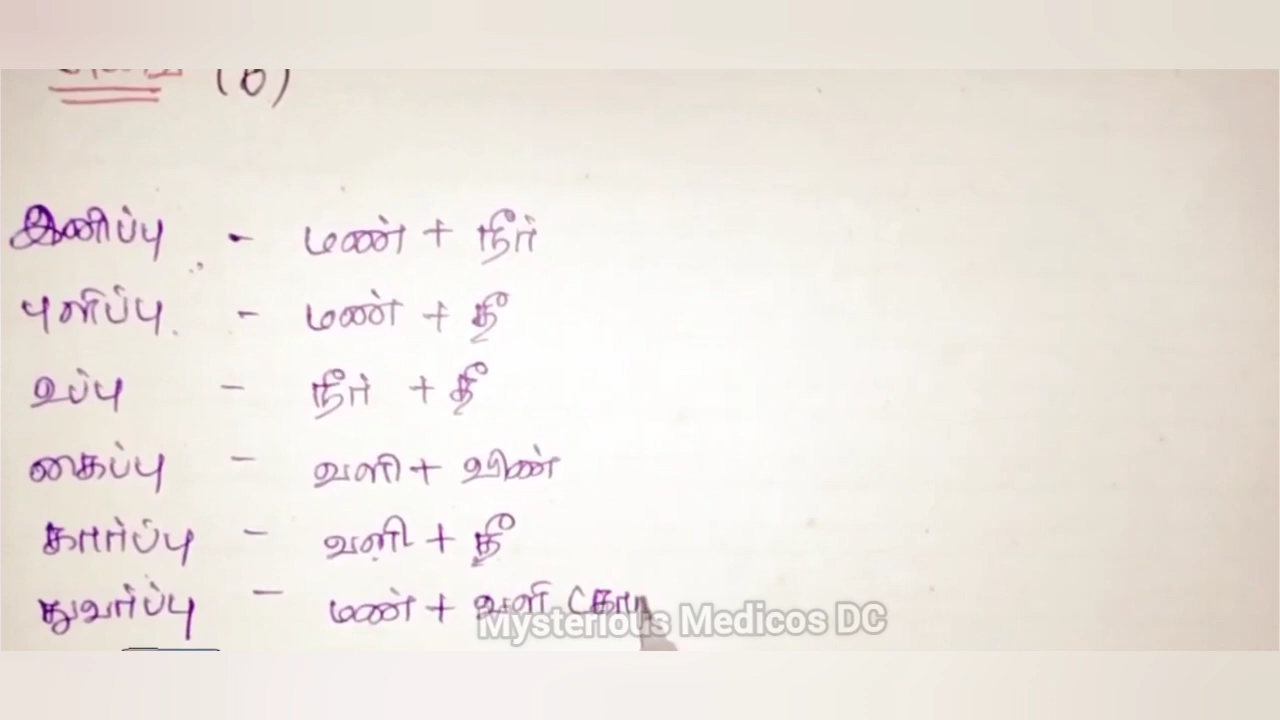 (6)
இனிப்பு - மண் + நீர்
புளிப்பு - மண் + தீ
உப்பு - நீர் + தீ
கைப்பு - வளி + விண்
கார்ப்பு - வளி + தீ
துவர்ப்பு - மண் + வளி (கா
Mysterious Medicos DC